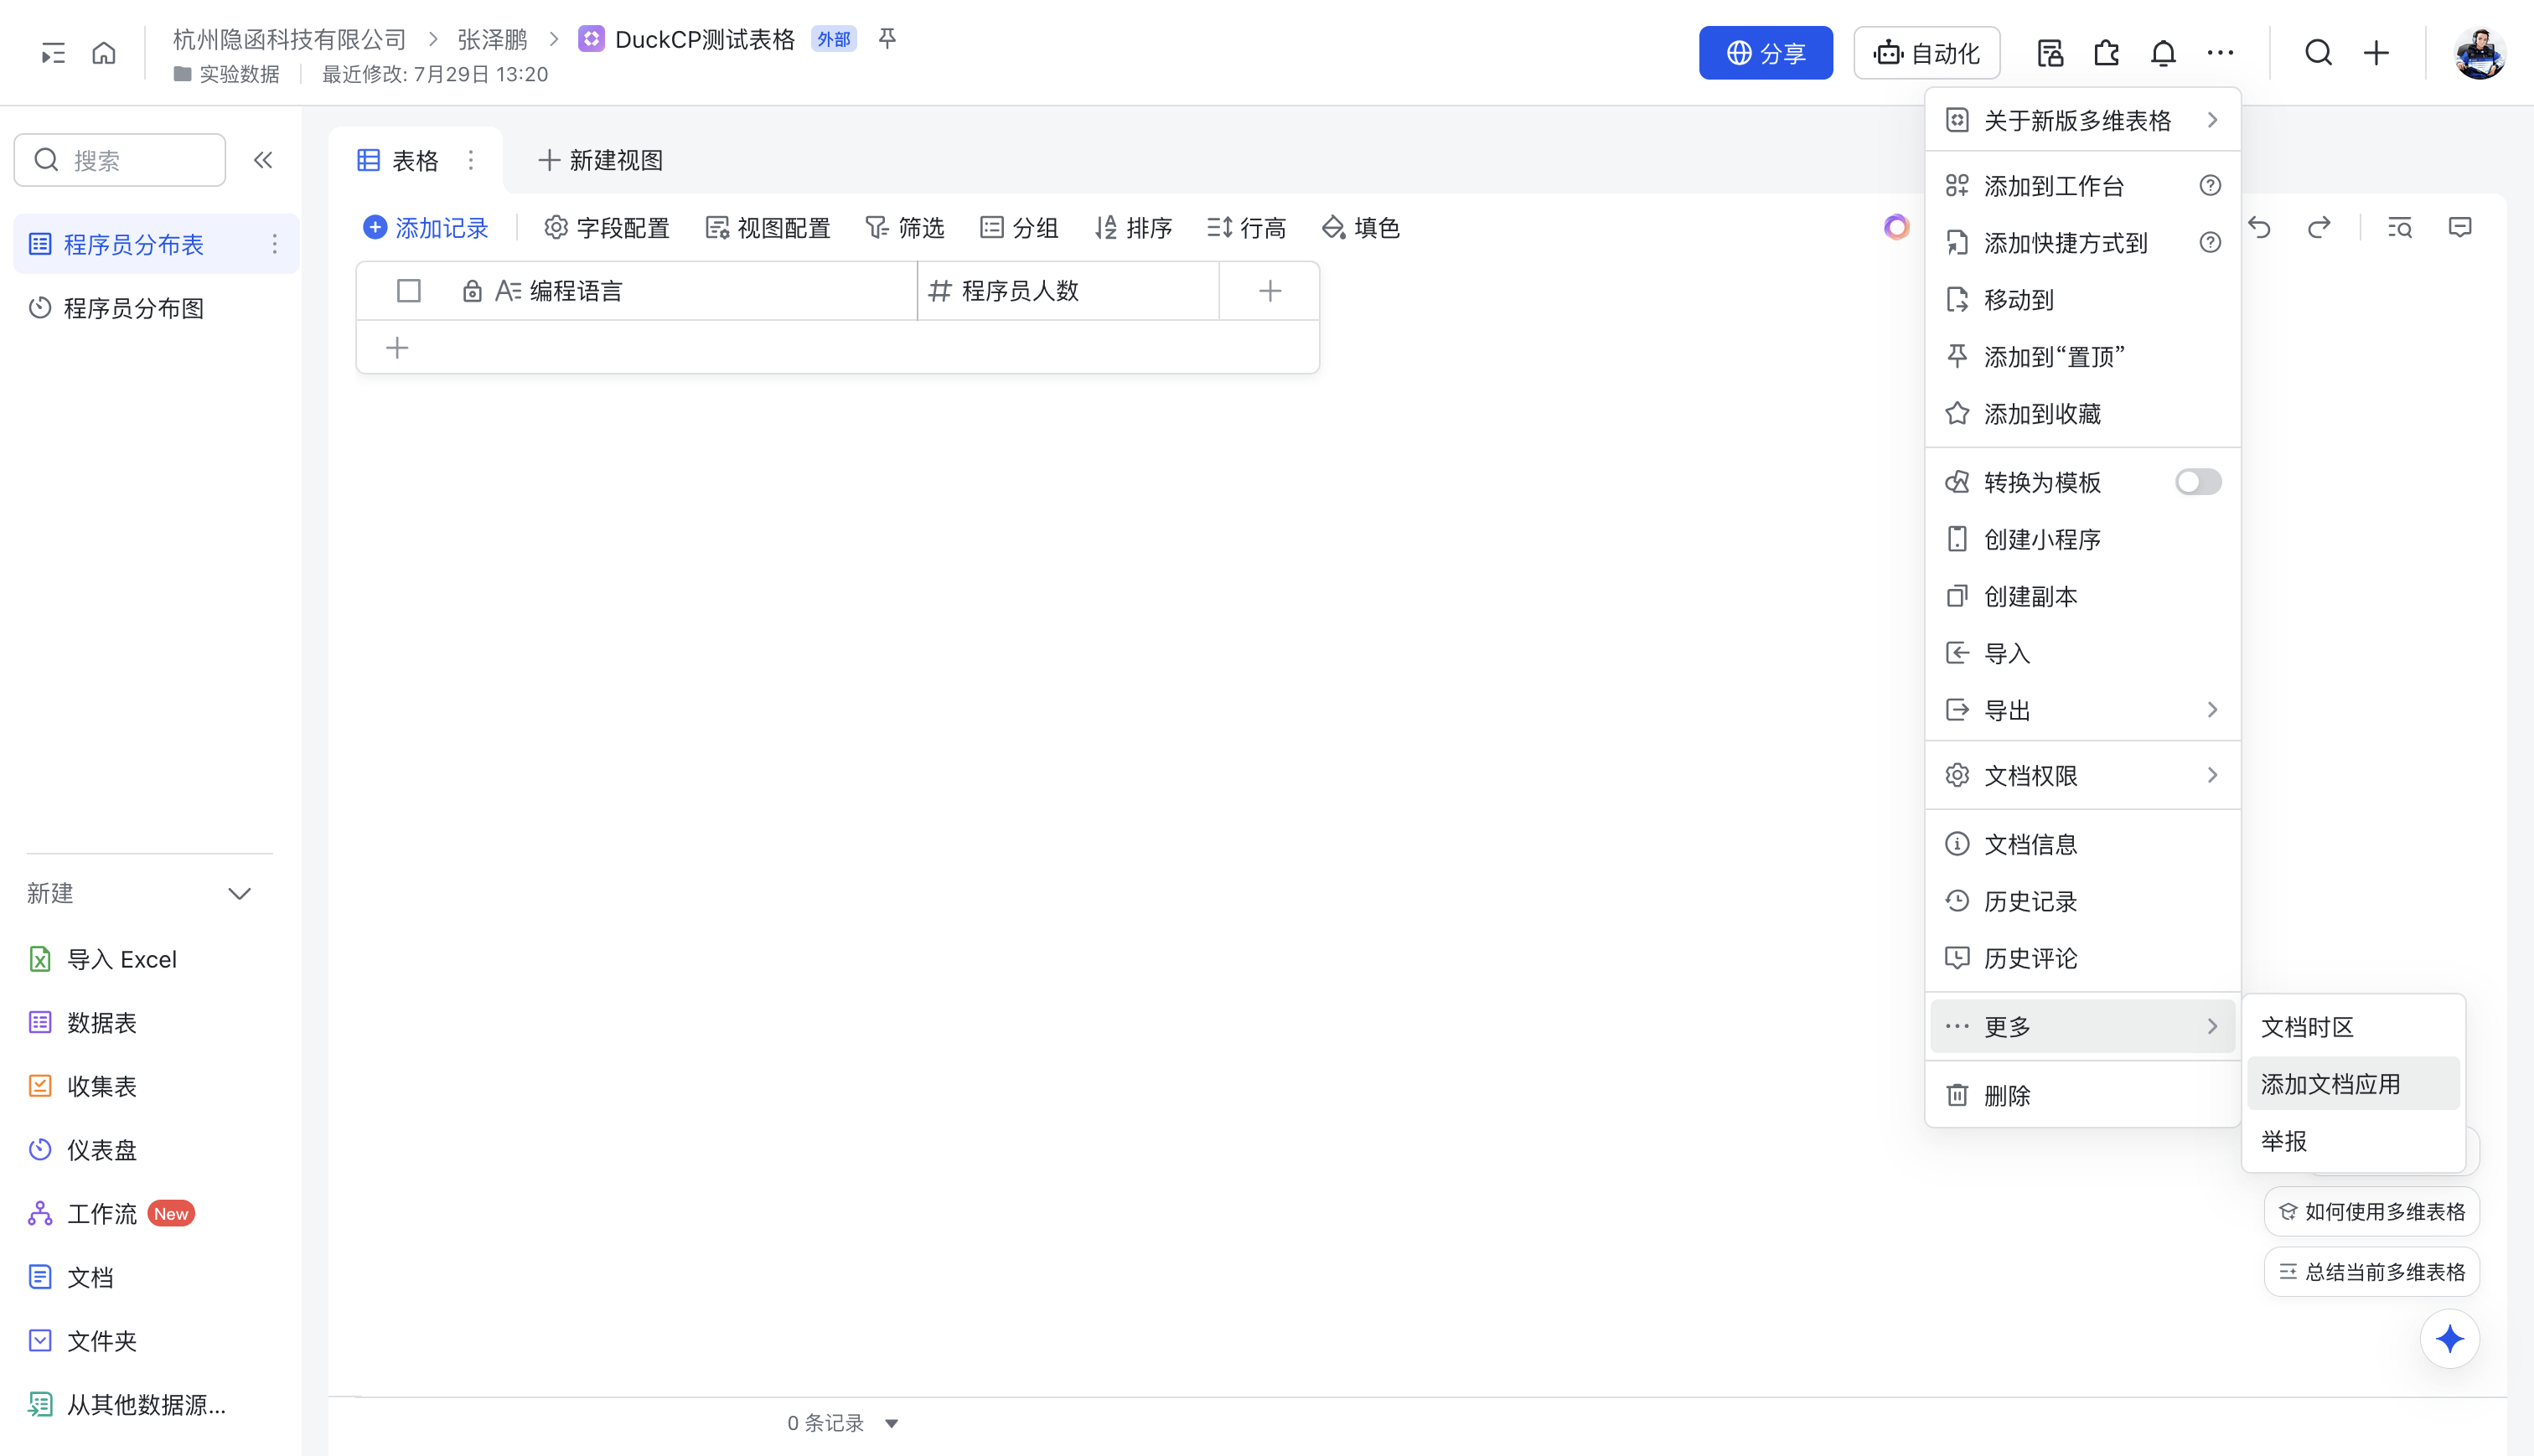 杭州隐函科技有限公司 > 张泽鹏 > DuckCP测试表格 外部
实验数据 | 最近修改: 7月29日 13:20
分享
自动化
搜索
程序员分布表
程序员分布图
表格
新建视图
添加记录 字段配置 视图配置 筛选 分组 排序 行高 填色
编程语言 程序员人数
关于新版多维表格
添加到工作台
添加快捷方式到
移动到
添加到“置顶”
添加到收藏
转换为模板
创建小程序
创建副本
导入
导出
文档权限
文档信息
历史记录
历史评论
更多
删除
文档时区
添加文档应用
举报
如何使用多维表格
总结当前多维表格
新建
导入 Excel
数据表
收集表
仪表盘
工作流 New
文档
文件夹
从其他数据源...
0 条记录